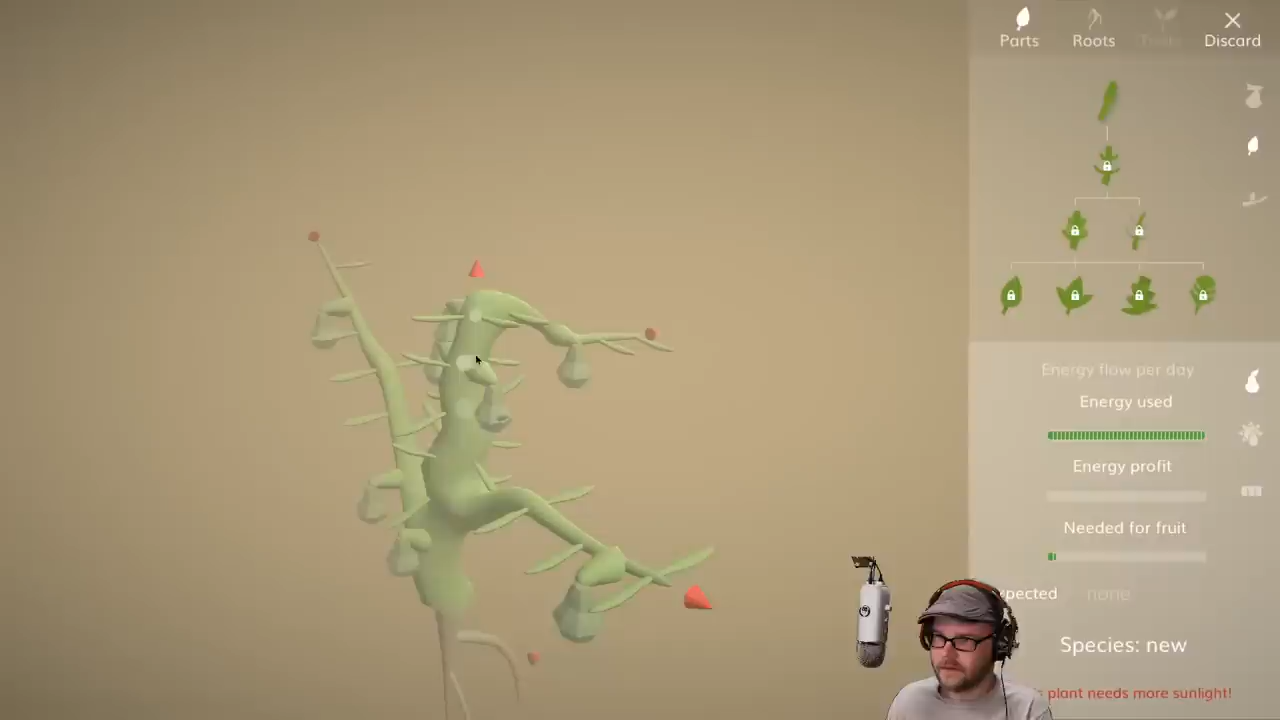 Parts Roots Tools Discard
Energy flow per day
Energy used
Energy profit
Needed for fruit
pected none
Species: new
plant needs more sunlight!